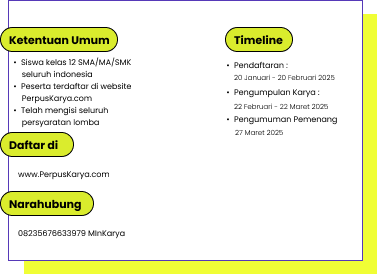 Ketentuan Umum
• Siswa kelas 12 SMA/MA/SMK
seluruh indonesia
• Peserta terdaftar di website
PerpusKarya.com
• Telah mengisi seluruh
persyaratan lomba
Daftar di
www.PerpusKarya.com
Narahubung
08235676633979 MinKarya
Timeline
• Pendaftaran :
20 Januari - 20 Februari 2025
• Pengumpulan Karya :
22 Februari - 22 Maret 2025
• Pengumuman Pemenang
27 Maret 2025